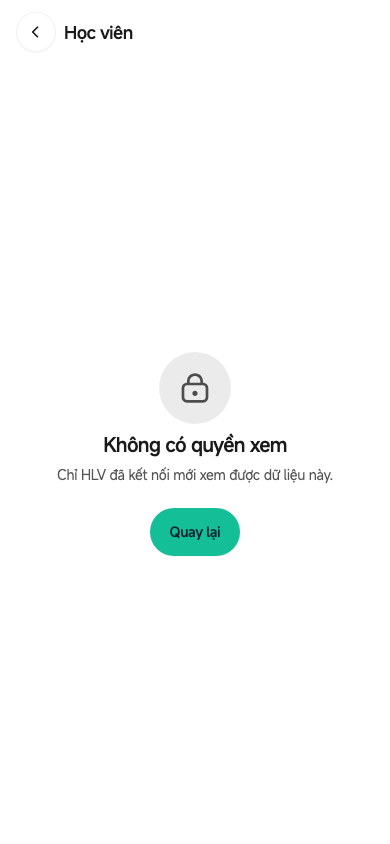 Học viên
Không có quyền xem
Chỉ HLV đã kết nối mới xem được dữ liệu này.
Quay lại